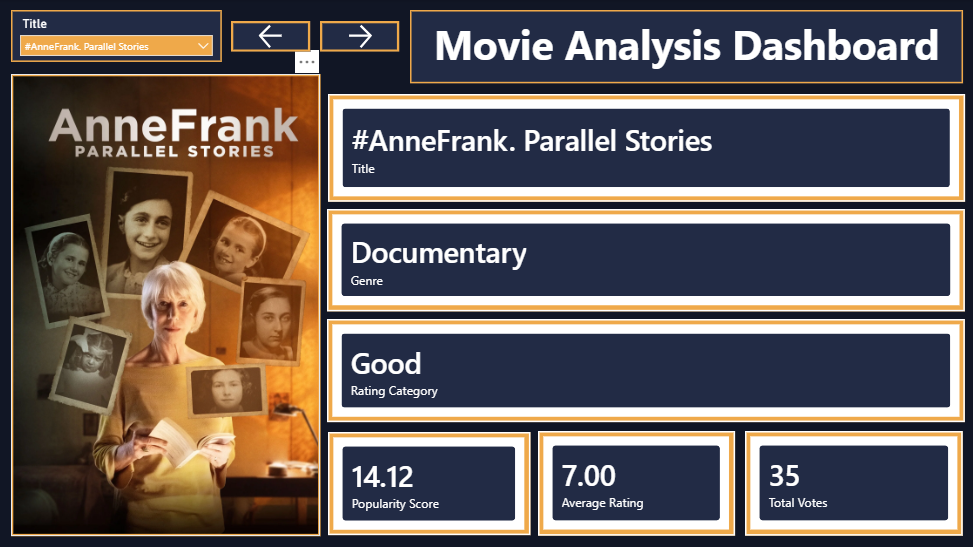 Title
#AnneFrank. Parallel Stories
Movie Analysis Dashboard
AnneFrank
PARALLEL STORIES
#AnneFrank. Parallel Stories
Title
Documentary
Genre
Good
Rating Category
14.12
Popularity Score
7.00
Average Rating
35
Total Votes